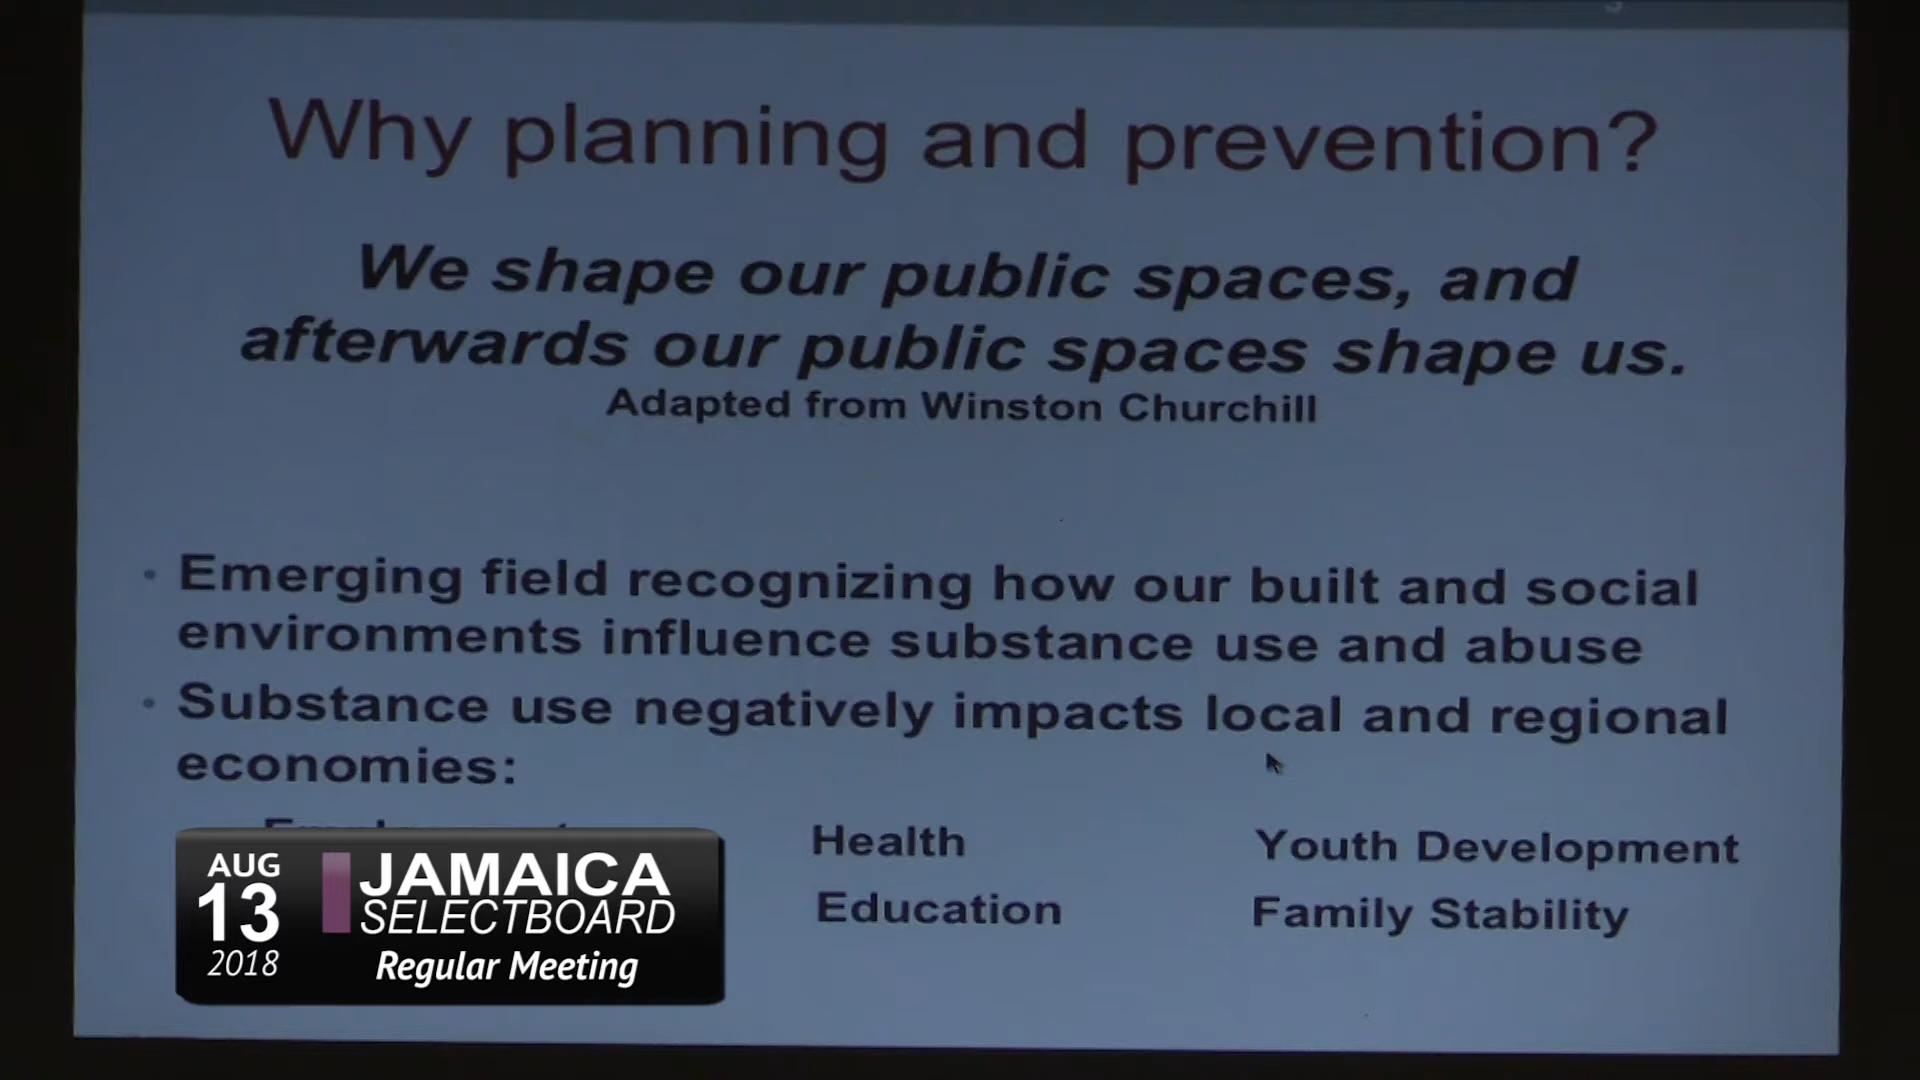 Why planning and prevention?
We shape our public spaces, and
afterwards our public spaces shape us.
Adapted from Winston Churchill
• Emerging field recognizing how our built and social
environments influence substance use and abuse
• Substance use negatively impacts local and regional
economies:
Health Youth Development
Education Family Stability
AUG
13
2018
JAMAICA
SELECTBOARD
Regular Meeting